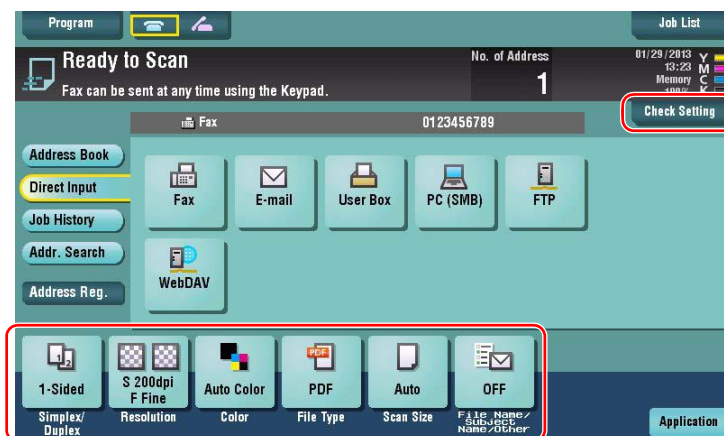 Program
Job List
Ready to Scan
No. of Address
01/29/2013
13:23
Memory
100%
Y
M
C
K
Fax can be sent at any time using the Keypad.
1
Check Setting
Fax
0123456789
Address Book
Direct Input
Job History
Addr. Search
Address Reg.
Fax
E-mail
User Box
PC (SMB)
FTP
WebDAV
1-Sided
S 200dpi
F Fine
Auto Color
PDF
PDF
Auto
OFF
Simplex/
Duplex
Resolution
Color
File Type
Scan Size
File Name/
Subject
Name/Other
Application